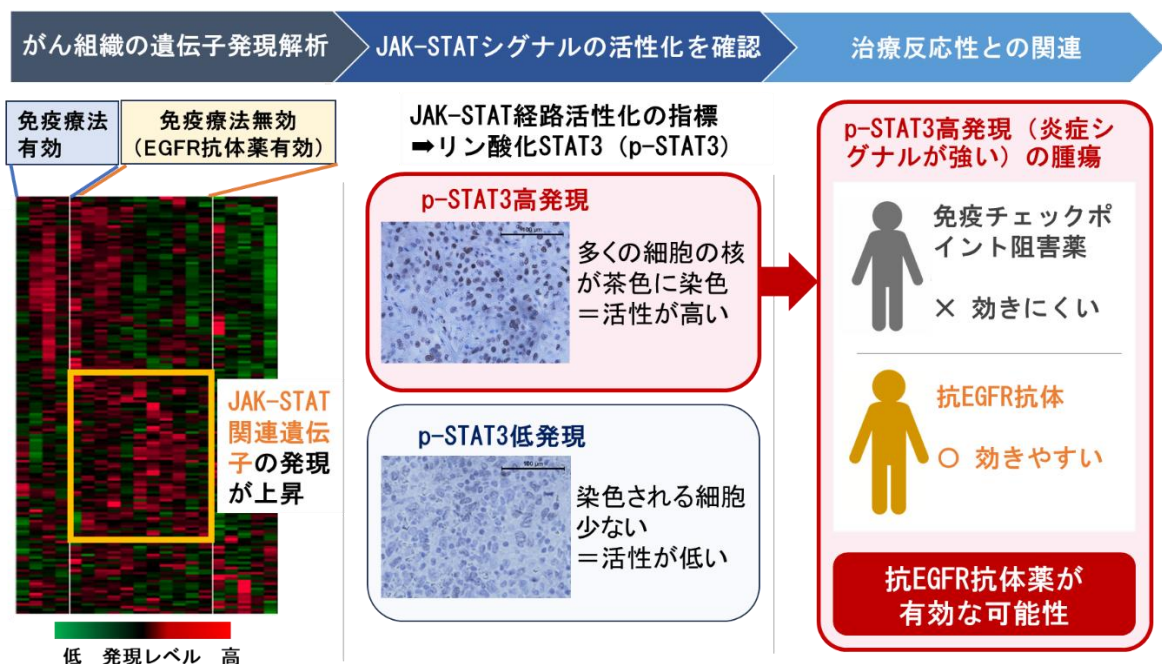 がん組織の遺伝子発現解析
JAK-STATシグナルの活性化を確認
治療反応性との関連
免疫療法
有効
免疫療法無効
（EGFR抗体薬有効）
JAK-STAT
関連遺伝
子の発現
が上昇
低 発現レベル 高
JAK-STAT経路活性化の指標
➡リン酸化STAT3（p-STAT3）
p-STAT3高発現
100 μm
多くの細胞の核
が茶色に染色
＝活性が高い
p-STAT3低発現
100 μm
染色される細胞
少ない
＝活性が低い
p-STAT3高発現（炎症シ
グナルが強い）の腫瘍
免疫チェックポ
イント阻害薬
× 効きにくい
抗EGFR抗体
〇 効きやすい
抗EGFR抗体薬が
有効な可能性